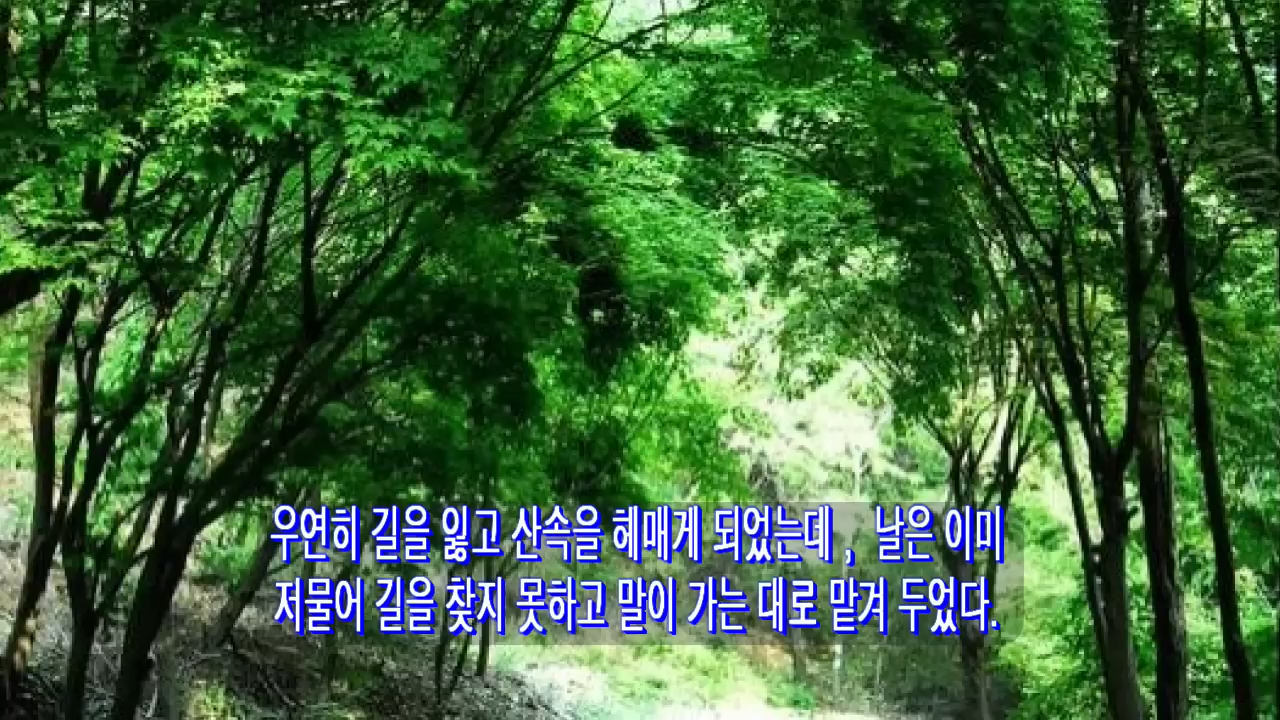 우연히 길을 잃고 산속을 헤매게 되었는데 , 날은 이미
저물어 길을 찾지 못하고 말이 가는 대로 맡겨 두었다.